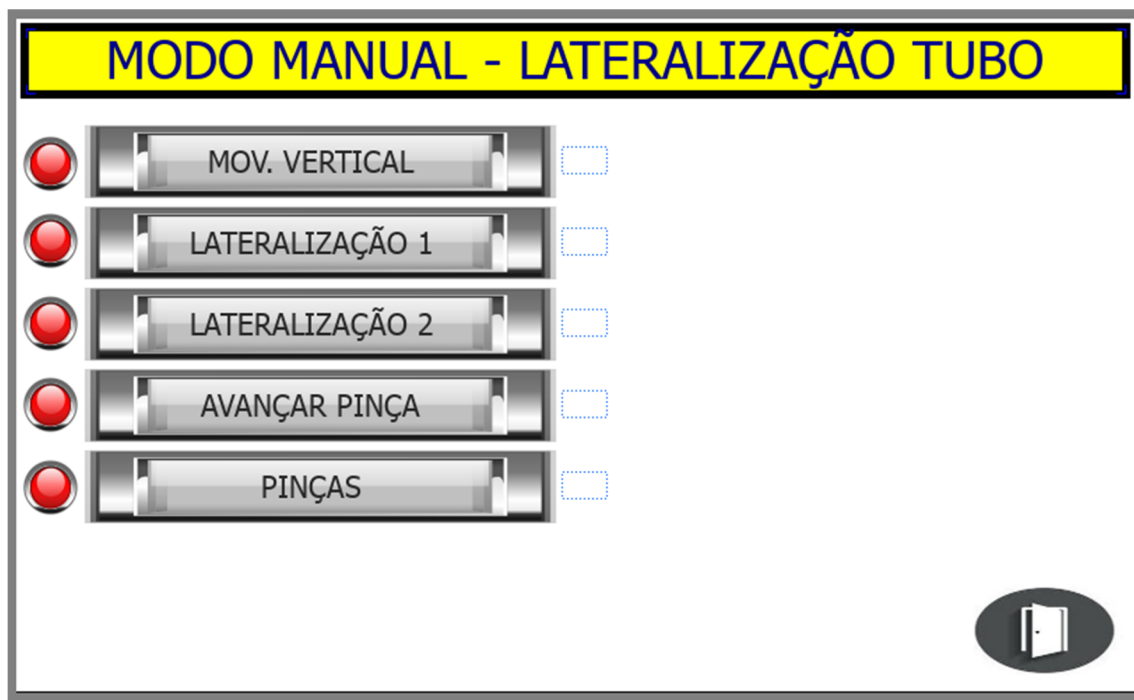 MODO MANUAL - LATERALIZAÇÃO TUBO
MOV. VERTICAL
LATERALIZAÇÃO 1
LATERALIZAÇÃO 2
AVANÇAR PINÇA
PINÇAS